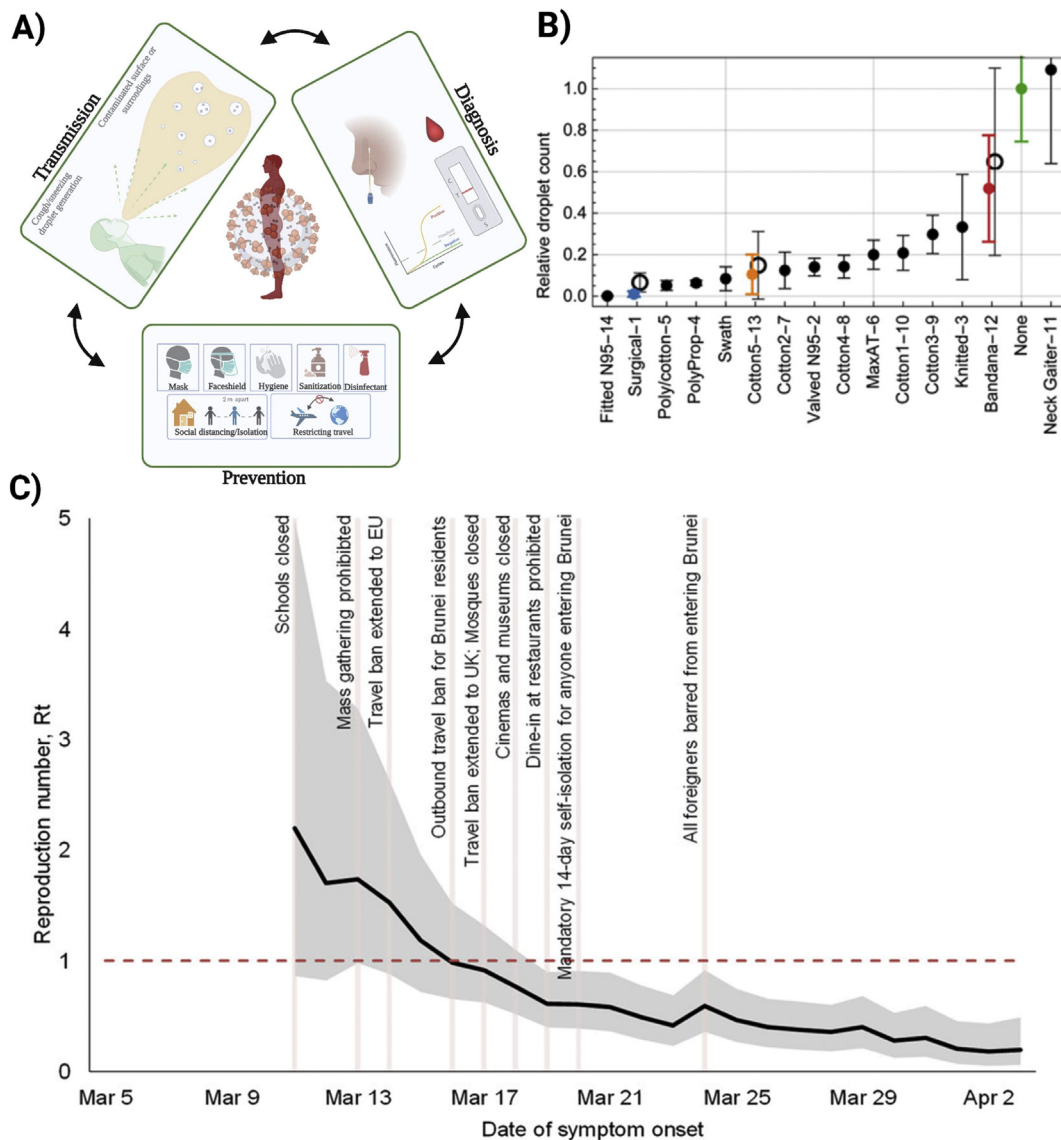 A)
Transmission
Contaminated surface or
surrondings
Cough/sneezing
droplet generation
Diagnosis
C
T
S
Positive
Threshold
Negative
Cycles
Mask
Faceshield
Hygiene
Sanitization
Disinfectant
2 m apart
Social distancing/Isolation
Restricting travel
Prevention
B)
Relative droplet count
1.0
0.8
0.6
0.4
0.2
0.0
Fitted N95-14
Surgical-1
Poly/cotton-5
PolyProp-4
Swath
Cotton5-13
Cotton2-7
Valved N95-2
Cotton4-8
MaxAT-6
Cotton1-10
Cotton3-9
Knitted-3
Bandana-12
None
Neck Gaiter-11
C)
Reproduction number, Rt
5
4
3
2
1
0
Schools closed
Mass gathering prohibibted
Travel ban extended to EU
Outbound travel ban for Brunei residents
Travel ban extended to UK; Mosques closed
Cinemas and museums closed
Dine-in at restaurants prohibited
Mandatory 14-day self-isolation for anyone entering Brunei
All foreigners barred from entering Brunei
Mar 5
Mar 9
Mar 13
Mar 17
Mar 21
Mar 25
Mar 29
Apr 2
Date of symptom onset